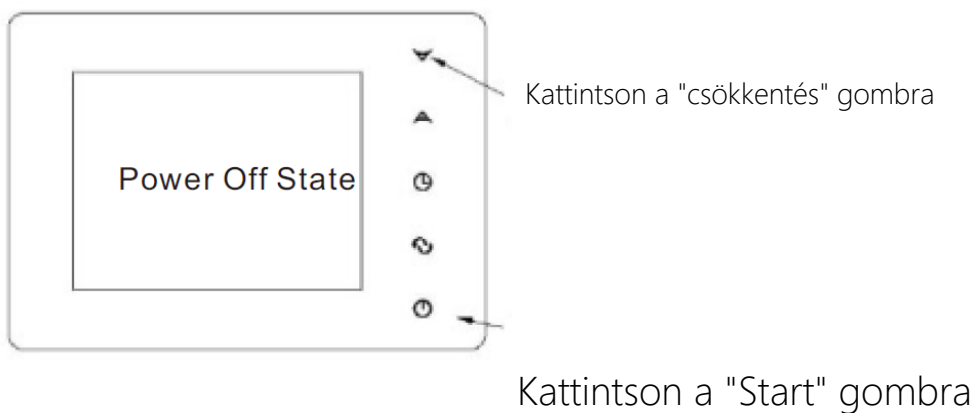 Kattintson a "csökkentés" gombra
Power Off State
Kattintson a "Start" gombra